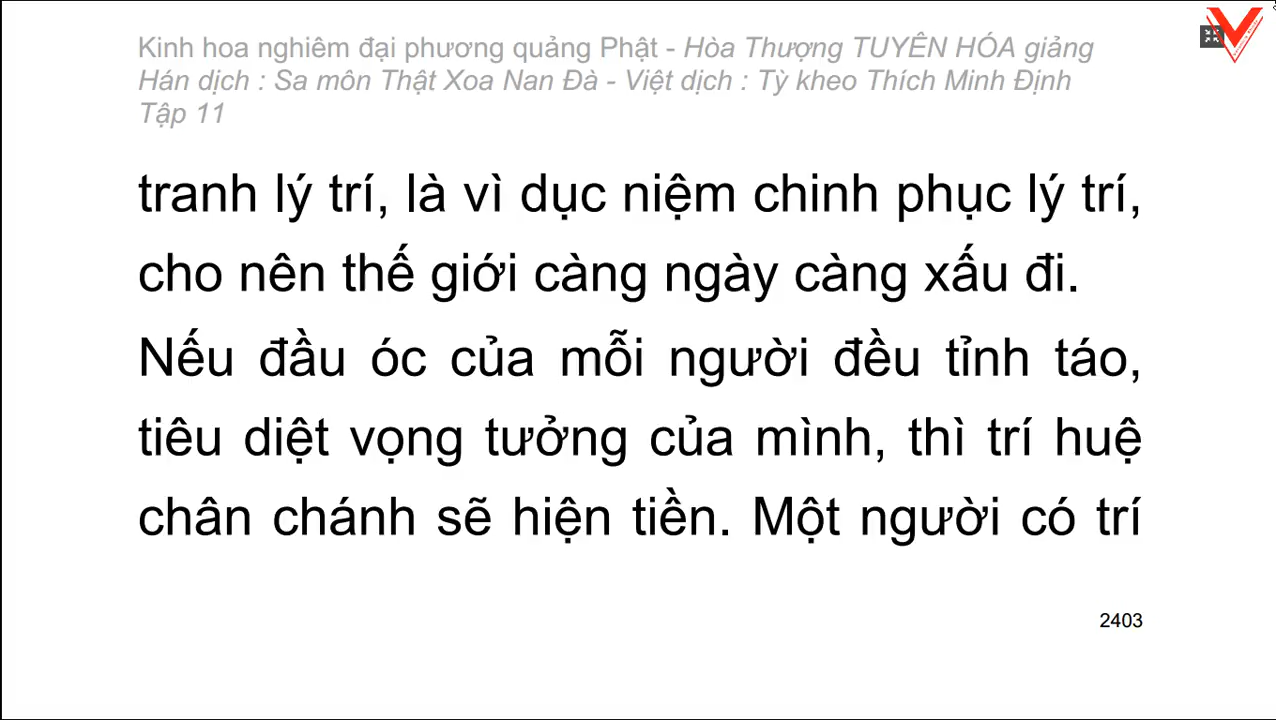 Kinh hoa nghiêm đại phương quảng Phật - Hòa Thượng TUYÊN HÓA giảng
Hán dịch : Sa môn Thật Xoa Nan Đà - Việt dịch : Tỳ kheo Thích Minh Định
Tập 11
tranh lý trí, là vì dục niệm chinh phục lý trí,
cho nên thế giới càng ngày càng xấu đi.
Nếu đầu óc của mỗi người đều tỉnh táo,
tiêu diệt vọng tưởng của mình, thì trí huệ
chân chánh sẽ hiện tiền. Một người có trí
2403